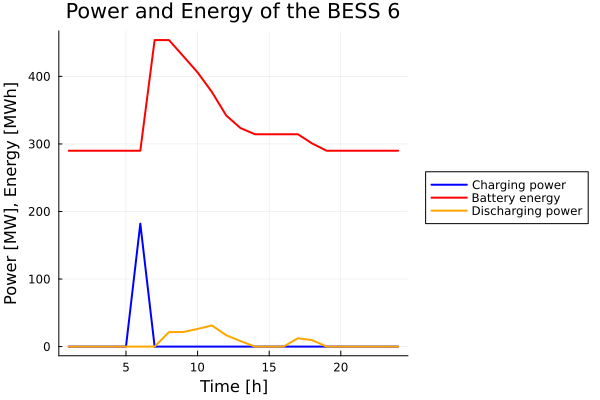 Power and Energy of the BESS 6
Power [MW], Energy [MWh]
400
300
200
100
0
5
10
15
20
Time [h]
Charging power
Battery energy
Discharging power